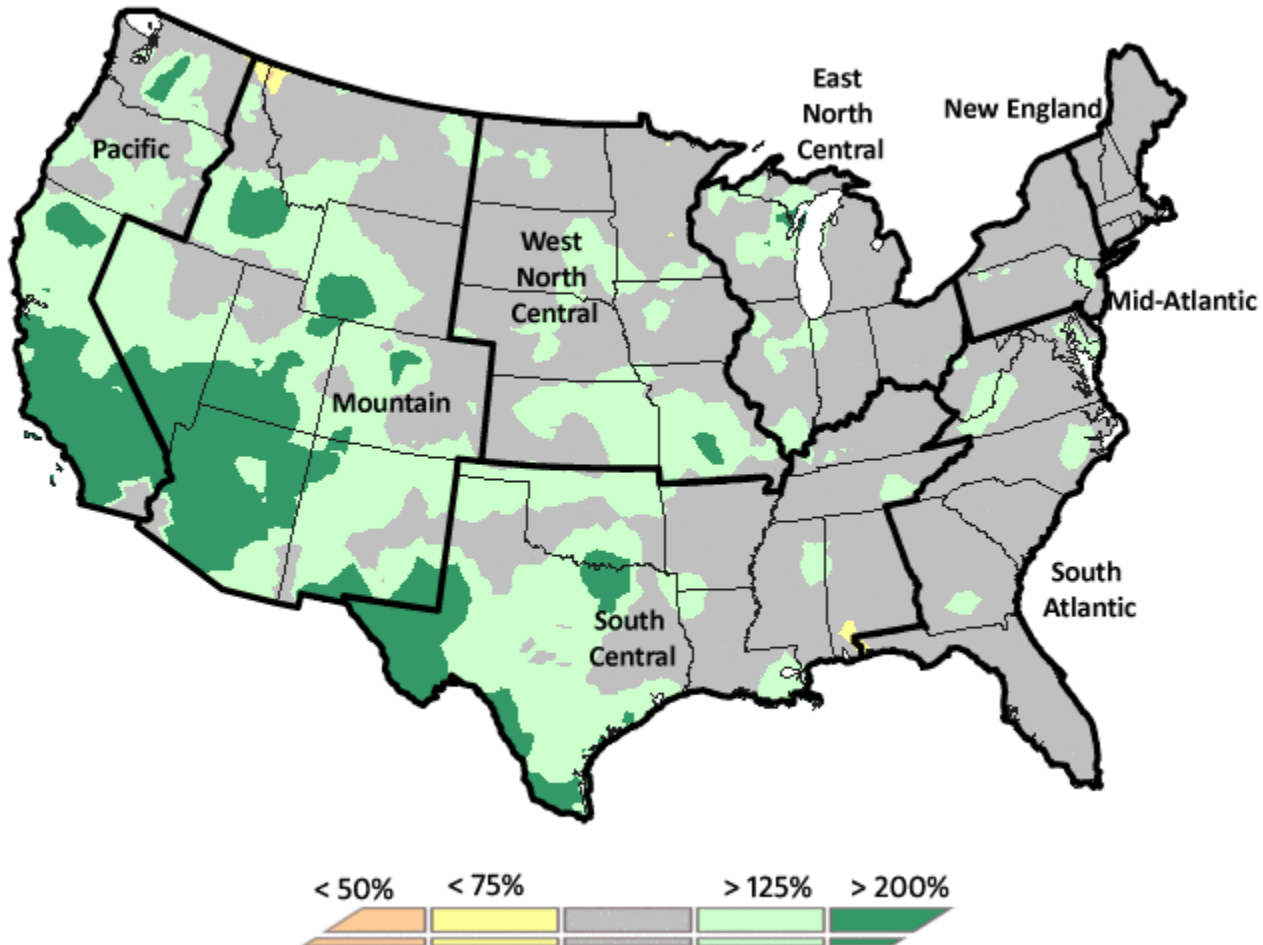 East
North
Central
New England
Pacific
West
North
Central
Mid-Atlantic
Mountain
South
Atlantic
South
Central
< 50%
< 75%
> 125%
> 200%